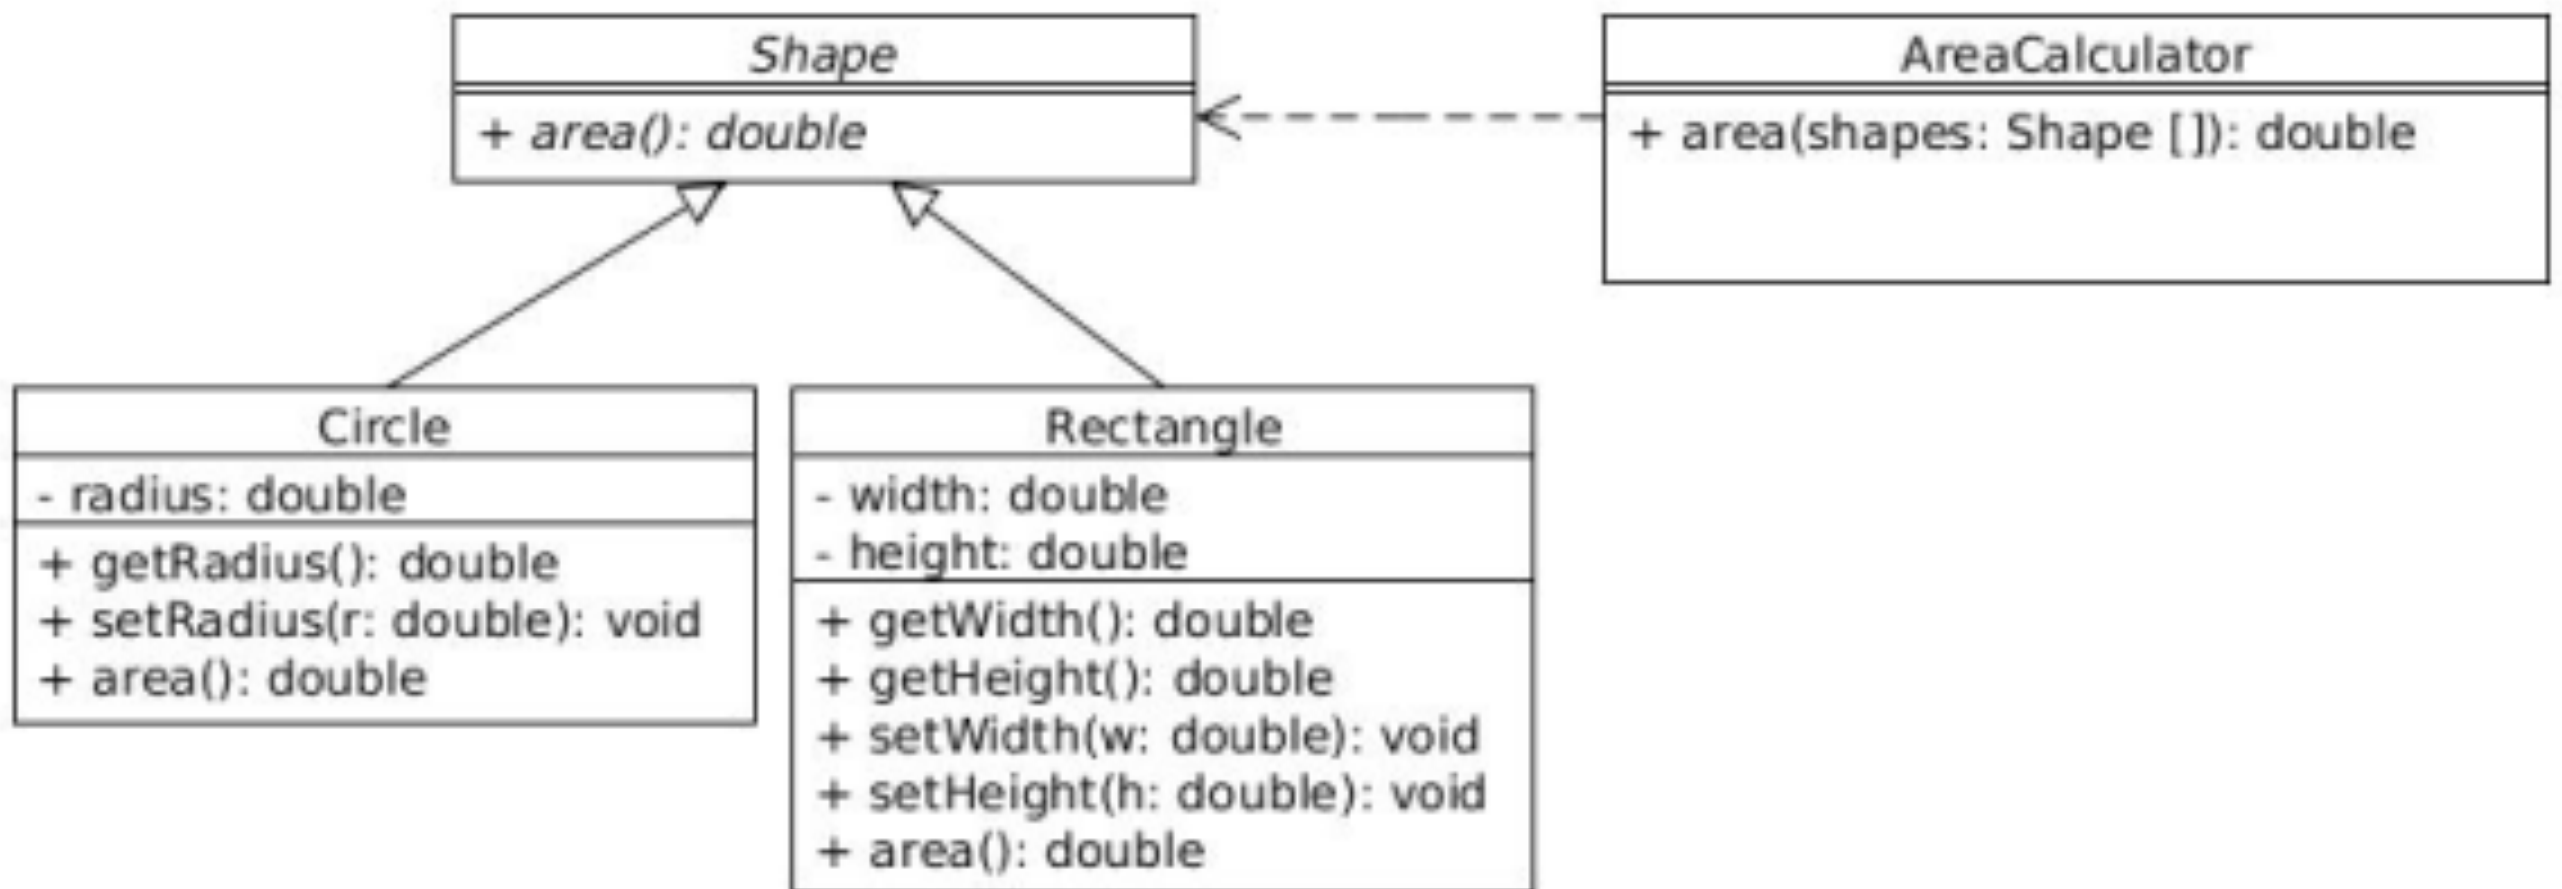 Shape
+ area(): double
AreaCalculator
+ area(shapes: Shape []): double
Circle
- radius: double
+ getRadius(): double
+ setRadius(r: double): void
+ area(): double
Rectangle
- width: double
- height: double
+ getWidth(): double
+ getHeight(): double
+ setWidth(w: double): void
+ setHeight(h: double): void
+ area(): double